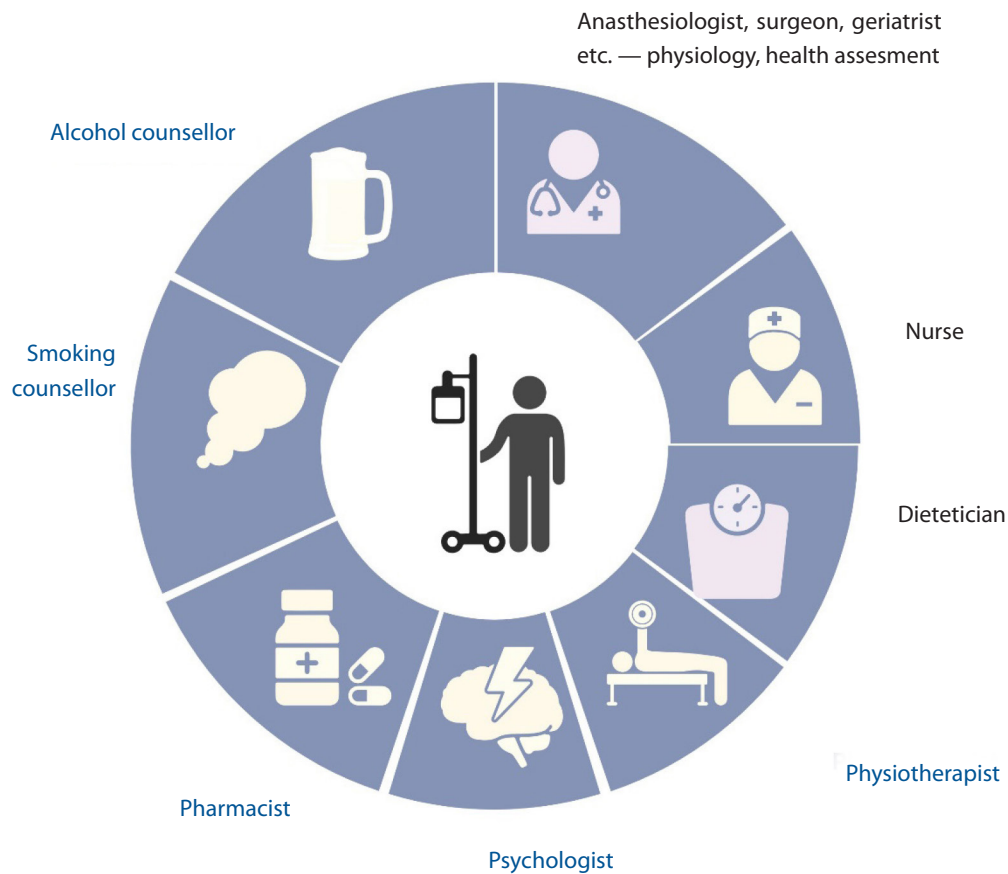 Anasthesiologist, surgeon, geriatrist
etc. — physiology, health assesment
Alcohol counsellor
Nurse
Smoking
counsellor
Dietetician
Physiotherapist
Pharmacist
Psychologist